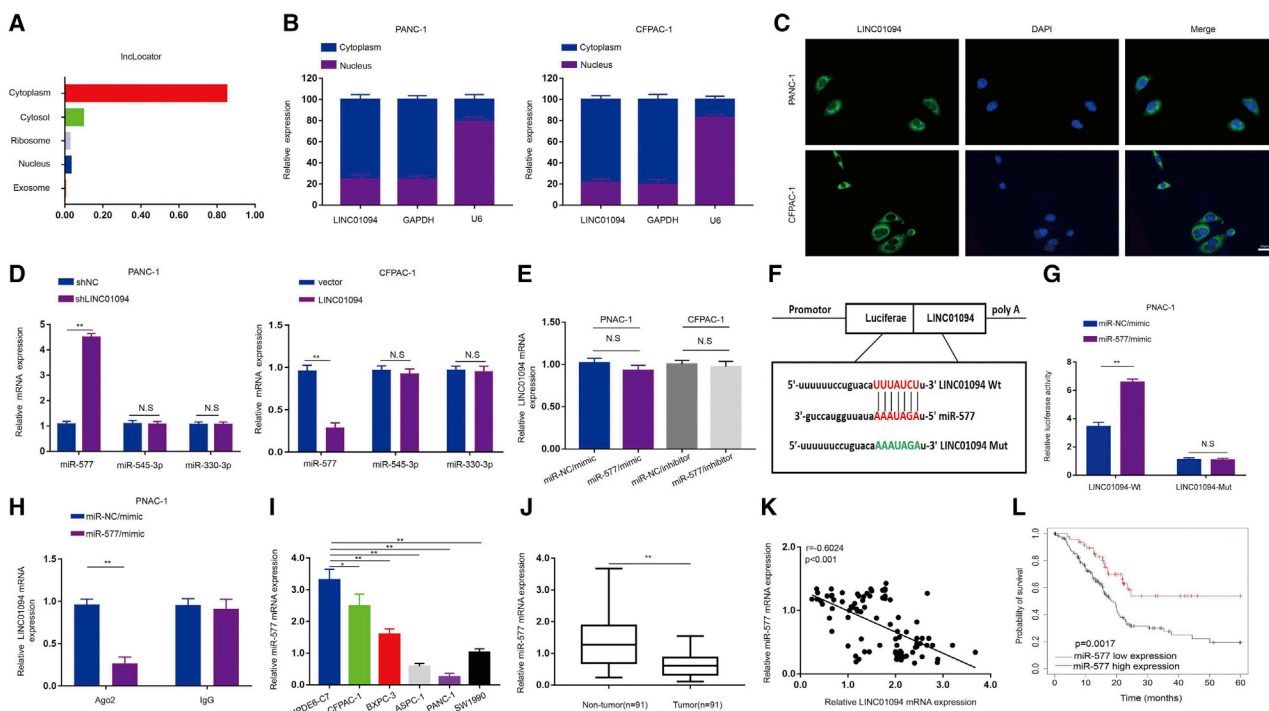 A
lncLocator
Cytoplasm
Cytosol
Ribosome
Nucleus
Exosome
0.00 0.20 0.40 0.60 0.80 1.00
B
PANC-1
Cytoplasm
Nucleus
Relative expression
120
100
80
60
40
20
0
LINC01094 GAPDH U6
CFPAC-1
Cytoplasm
Nucleus
Relative expression
120
100
80
60
40
20
0
LINC01094 GAPDH U6
C
LINC01094 DAPI Merge
PANC-1
CFPAC-1
D
PANC-1
shNC
shLINC01094
Relative mRNA expression
5
4
3
2
1
0
**
N.S
N.S
miR-577 miR-545-3p miR-330-3p
CFPAC-1
vector
LINC01094
Relative mRNA expression
1.5
1.0
0.5
0.0
**
N.S
N.S
miR-577 miR-545-3p miR-330-3p
E
Relative LINC01094 mRNA
expression
1.50
1.00
0.50
0.00
PNAC-1
N.S
CFPAC-1
N.S
miR-NC/mimic
miR-577/mimic
miR-NC/inhibitor
miR-577/inhibitor
F
Promotor Luciferae LINC01094 poly A
5'-uuuuuuccuguacaUUUAUCUu-3' LINC01094 Wt
3'-guccaugguuauaAAAUAGAu-5' miR-577
5'-uuuuuuccuguacaAAAUAGAu-3' LINC01094 Mut
G
PNAC-1
miR-NC/mimic
miR-577/mimic
Relative luciferase activity
8
6
4
2
0
**
N.S
LINC01094-Wt LINC01094-Mut
H
PNAC-1
miR-NC/mimic
miR-577/mimic
Relative LINC01094 mRNA
expression
1.5
1.0
0.5
0.0
**
N.S
Ago2 IgG
I
Relative miR-577 mRNA expression
4.0
3.0
2.0
1.0
0.0
**
**
**
**
*
CFPAC-1
BXPC-3
ASPC-1
PANC-1
SW1990
J
Relative miR-577 mRNA expression
4.0
3.0
2.0
1.0
0.0
**
Non-tumor(n=91) Tumor(n=91)
K
Relative miR-577 mRNA expression
2.0
1.0
0.0
r=-0.6024
p<0.001
0.0 1.0 2.0 3.0 4.0
Relative LINC01094 mRNA expression
L
Probability of survival
1.0
0.8
0.6
0.4
0.2
0.0
p=0.0017
miR-577 low expression
miR-577 high expression
0 10 20 30 40 50 60
Time (months)